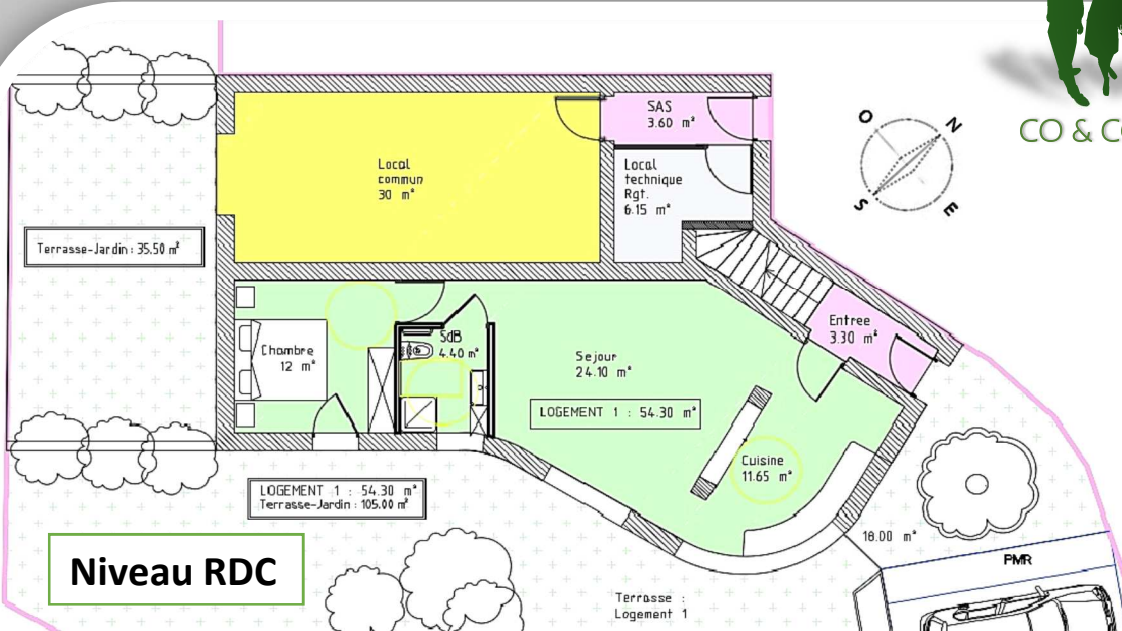 SAS
3.60 m²
O
N
S
E
CO & C
Local
commun
30 m²
Local
technique
Rgt.
6.15 m²
Terrasse-Jardin : 35.50 m²
Entree
3.30 m²
SdB
4.40 m²
Chambre
12 m²
Sejour
24.10 m²
LOGEMENT 1 : 54.30 m²
Cuisine
11.65 m²
LOGEMENT 1 : 54.30 m²
Terrasse-Jardin : 105.00 m²
18.00 m²
PMR
Niveau RDC
Terrasse :
Logement 1